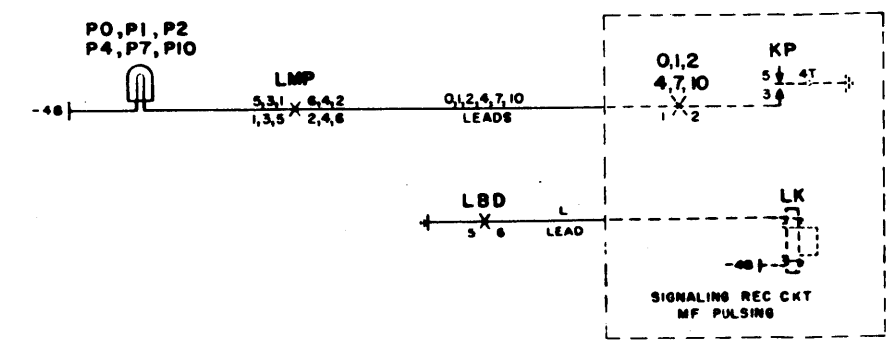 P0, P1, P2
P4, P7, P10
LMP
-48
5,3,1 6,4,2
1,3,5 2,4,6
0,1,2,4,7,10
LEADS
0,1,2
4,7,10
1 2
KP
5 4T
3
LBD
5 6
L
LEAD
LK
-48
SIGNALING REC CKT
MF PULSING